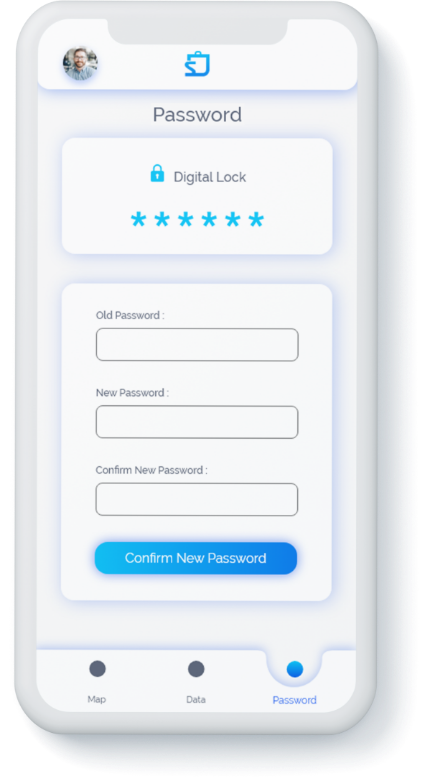 Password
Digital Lock
******
Old Password :
New Password :
Confirm New Password :
Confirm New Password
Map
Data
Password